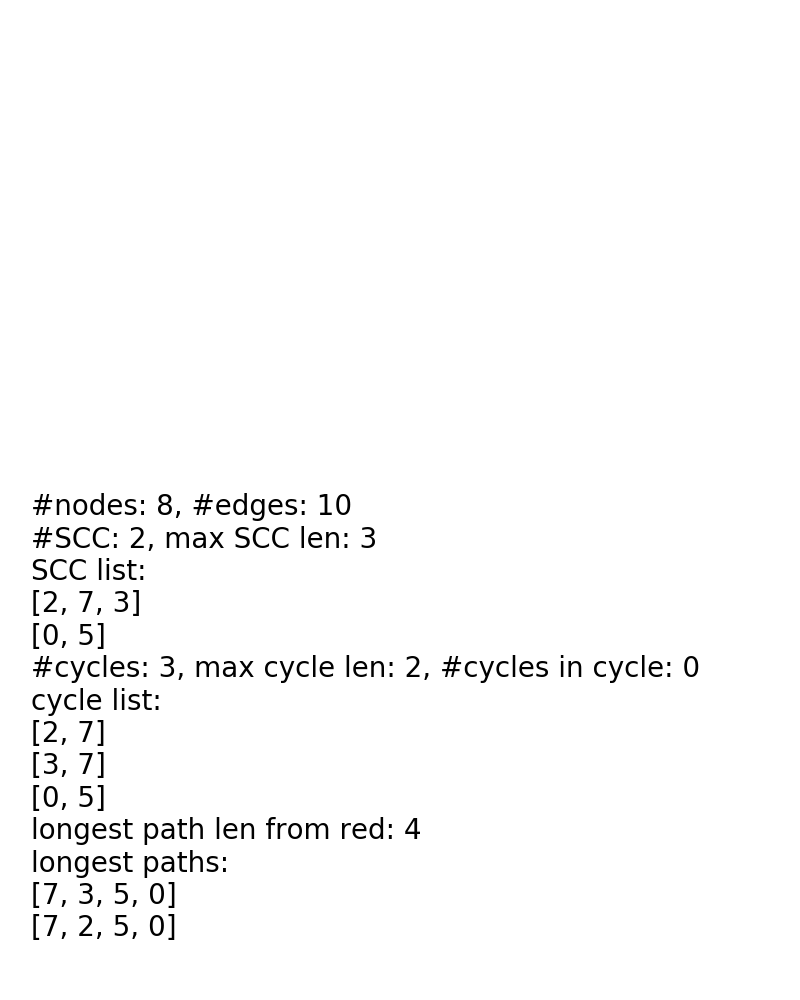 #nodes: 8, #edges: 10
#SCC: 2, max SCC len: 3
SCC list:
[2, 7, 3]
[0, 5]
#cycles: 3, max cycle len: 2, #cycles in cycle: 0
cycle list:
[2, 7]
[3, 7]
[0, 5]
longest path len from red: 4
longest paths:
[7, 3, 5, 0]
[7, 2, 5, 0]